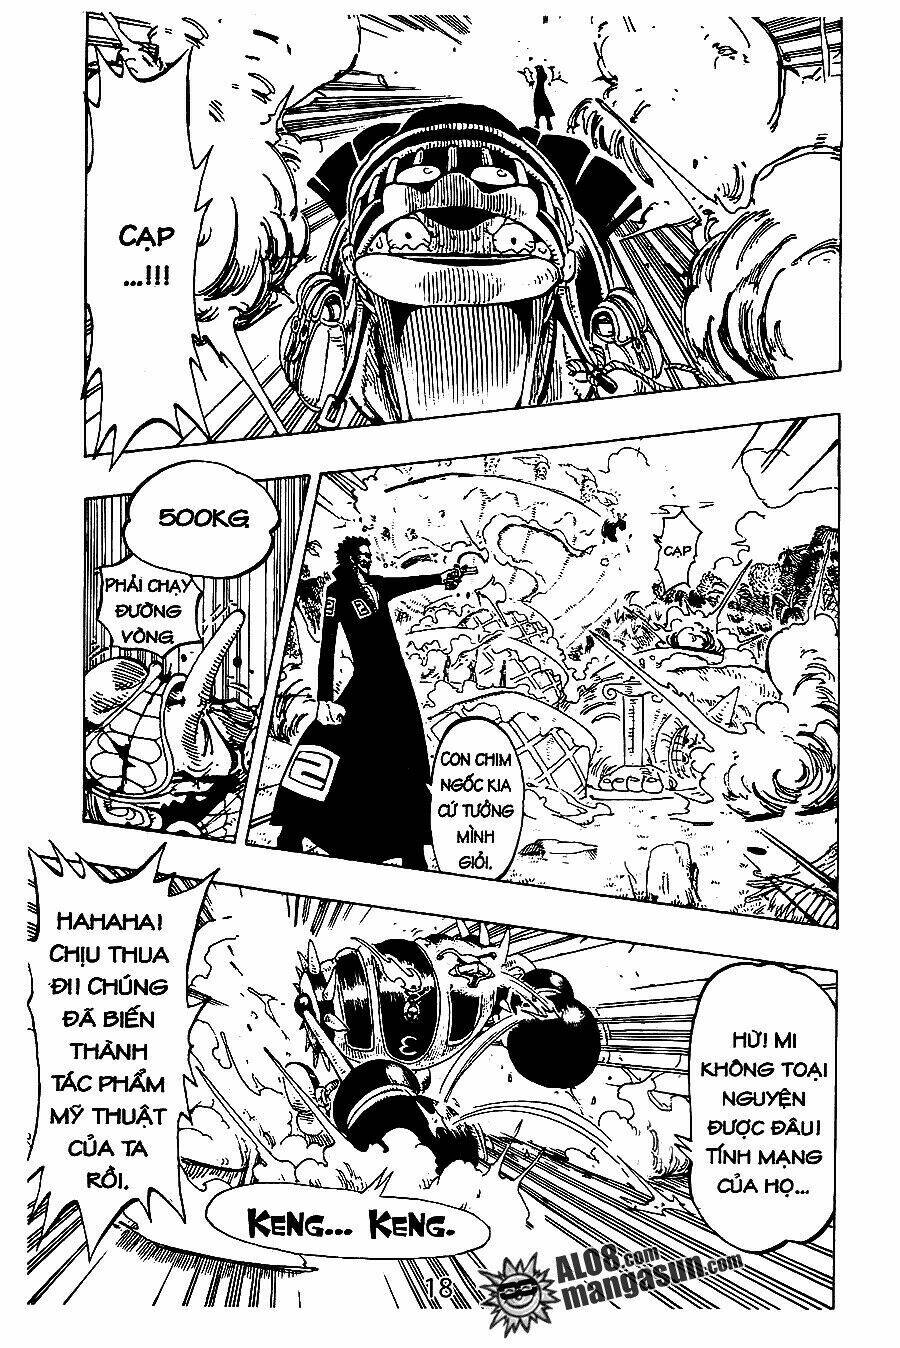 CẠP
...!!!
500KG
PHẢI CHẠY
ĐƯỜNG
VÒNG
CẠP
CON CHIM
NGỐC KIA
CỨ TƯỞNG
MÌNH
GIỎI.
HAHAHA!
CHỊU THUA
ĐI! CHÚNG
ĐÃ BIẾN
THÀNH
TÁC PHẨM
MỸ THUẬT
CỦA TA
RỒI.
HỪ! MI
KHÔNG TOẠI
NGUYỆN
ĐƯỢC ĐÂU!
TÍNH MẠNG
CỦA HỌ...
KENG... KENG.
18
ALO8.com
mangasun.com